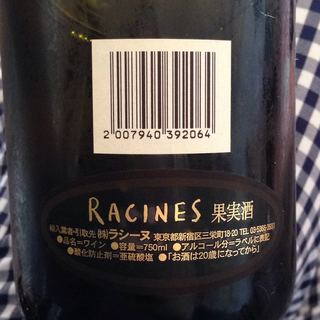 2 007940 392064
RACINES 果実酒
輸入業者・引取先 ㈱ラシーヌ 東京都新宿区三栄町18-20 TEL
●品名=ワイン ●容量=750ml ●アルコール分=ラベルに表記
●酸化防止剤=亜硫酸塩 ●「お酒は20歳になってから」